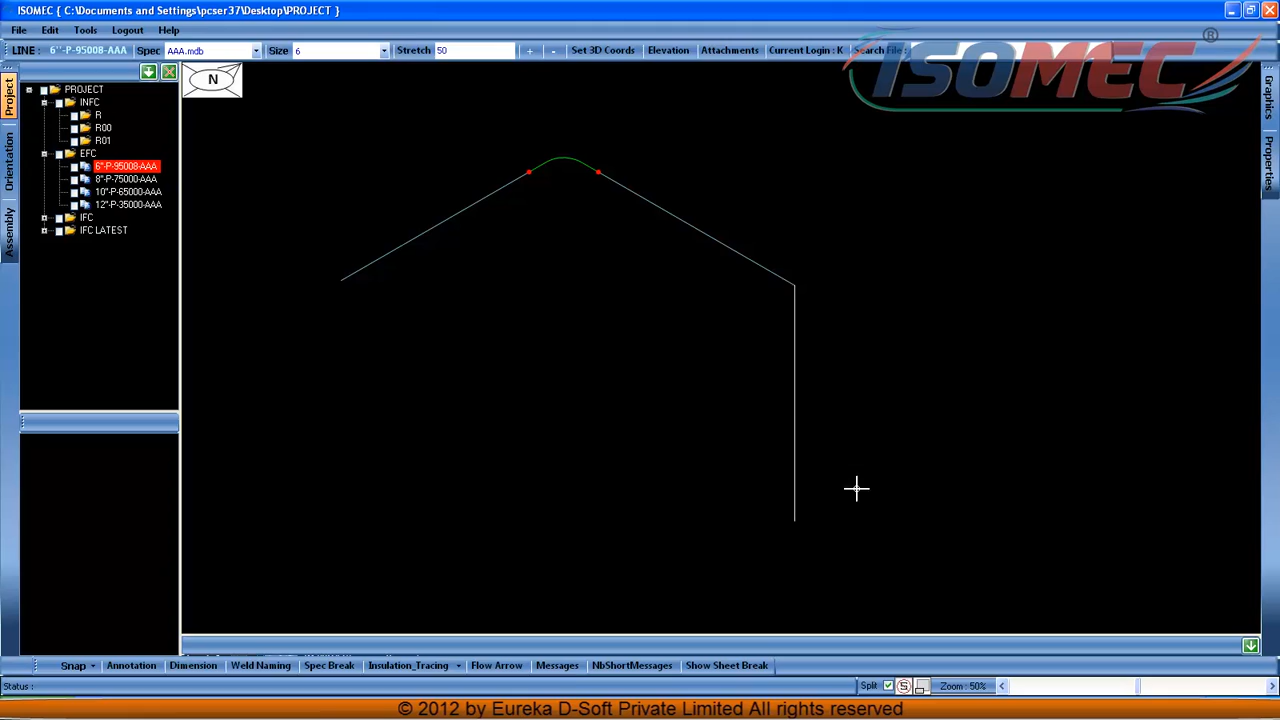 ISOMEC { C:\Documents and Settings\pcser37\Desktop\PROJECT }
File Edit Tools Logout Help
LINE : 6"-P-95008-AAA Spec AAA.mdb Size 6 Stretch 50 + - Set 3D Coords Elevation Attachments Current Login : K Search File :
ISOMEC ®
N
Project
Orientation
Assembly
PROJECT
INFC
R
R00
R01
EFC
6"-P-95008-AAA
8"-P-75000-AAA
10"-P-65000-AAA
12"-P-35000-AAA
IFC
IFC LATEST
Graphics
Properties
Snap Annotation Dimension Weld Naming Spec Break Insulation_Tracing Flow Arrow Messages NbShortMessages Show Sheet Break
Status : Split S Zoom : 50%
© 2012 by Eureka D-Soft Private Limited All rights reserved